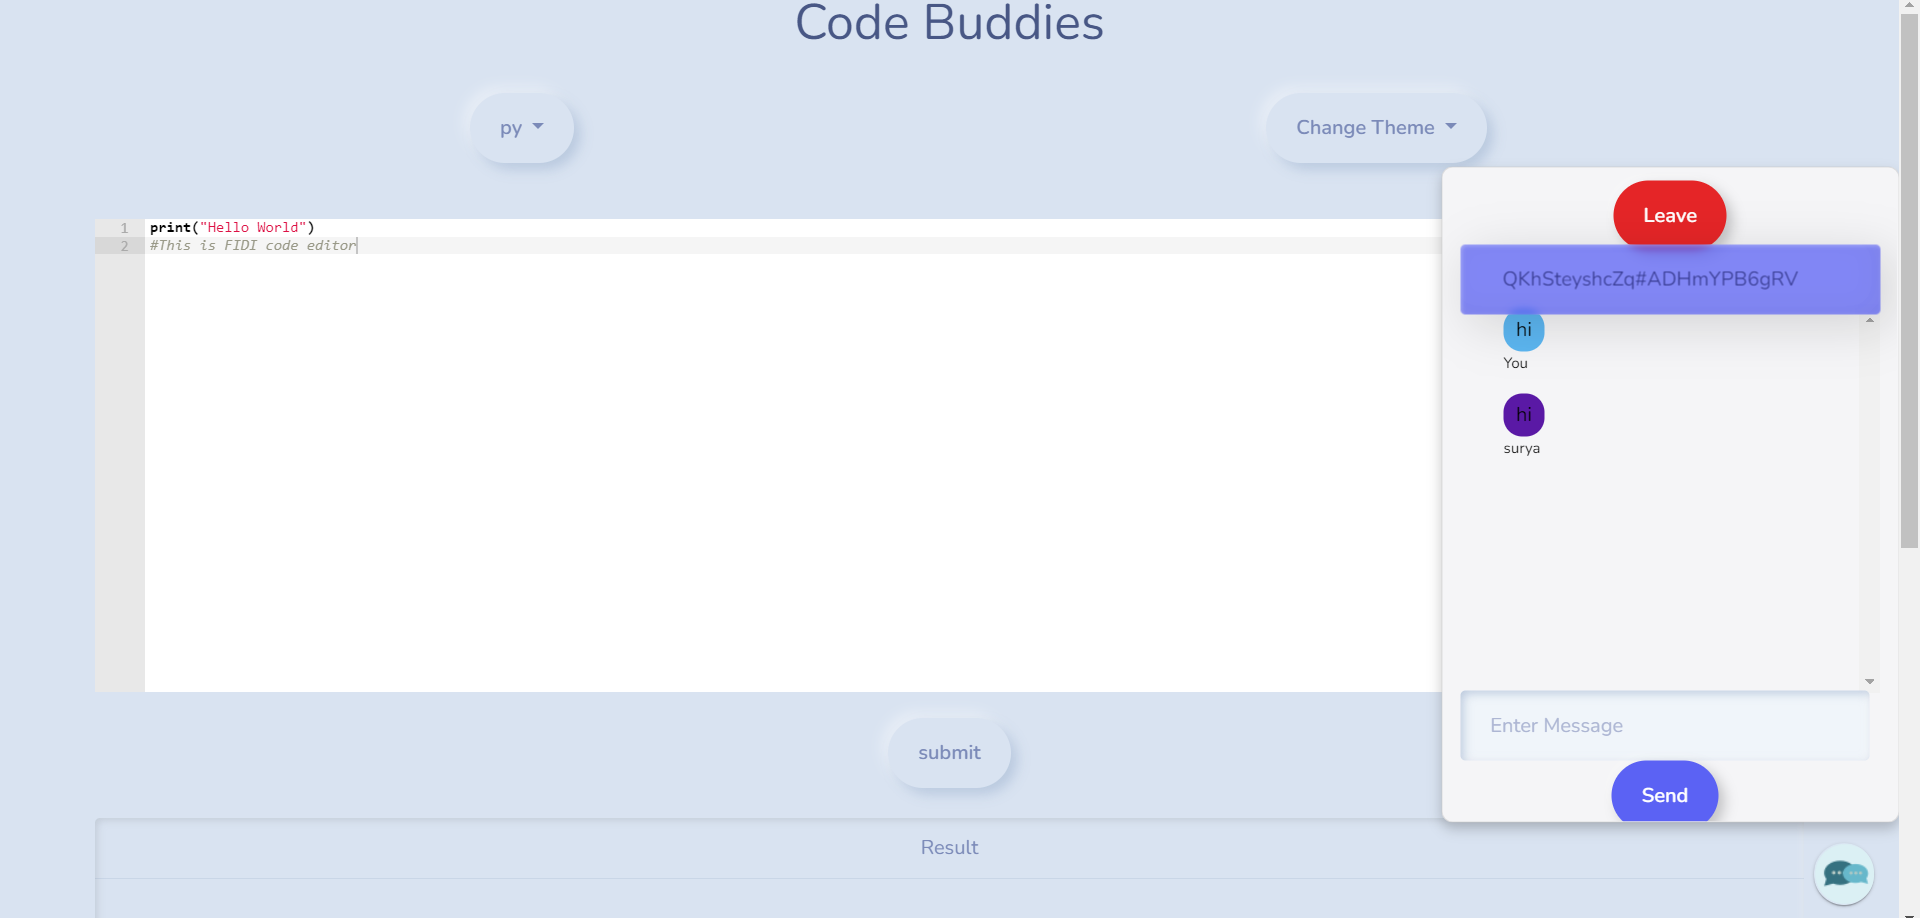 Code Buddies
py
Change Theme
1 print("Hello World")
2 #This is FIDI code editor
Leave
QKhSteyshcZq#ADHmYPB6gRV
hi
You
hi
surya
Enter Message
Send
submit
Result